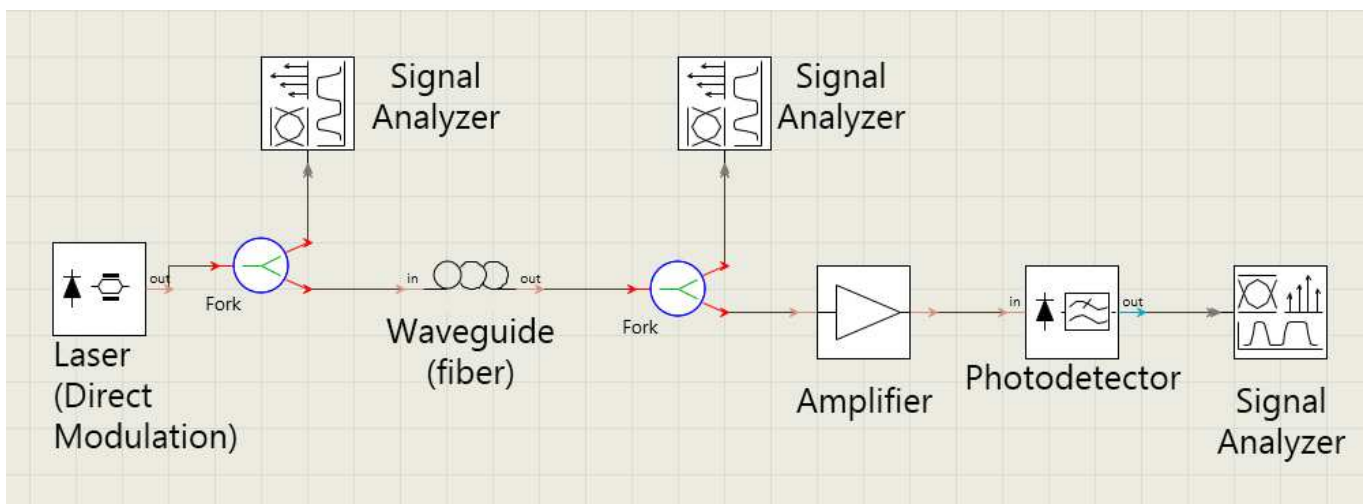 Signal
Analyzer
Signal
Analyzer
out
Fork
in
out
Fork
in
out
Laser
(Direct
Modulation)
Waveguide
(fiber)
Amplifier
Photodetector
Signal
Analyzer